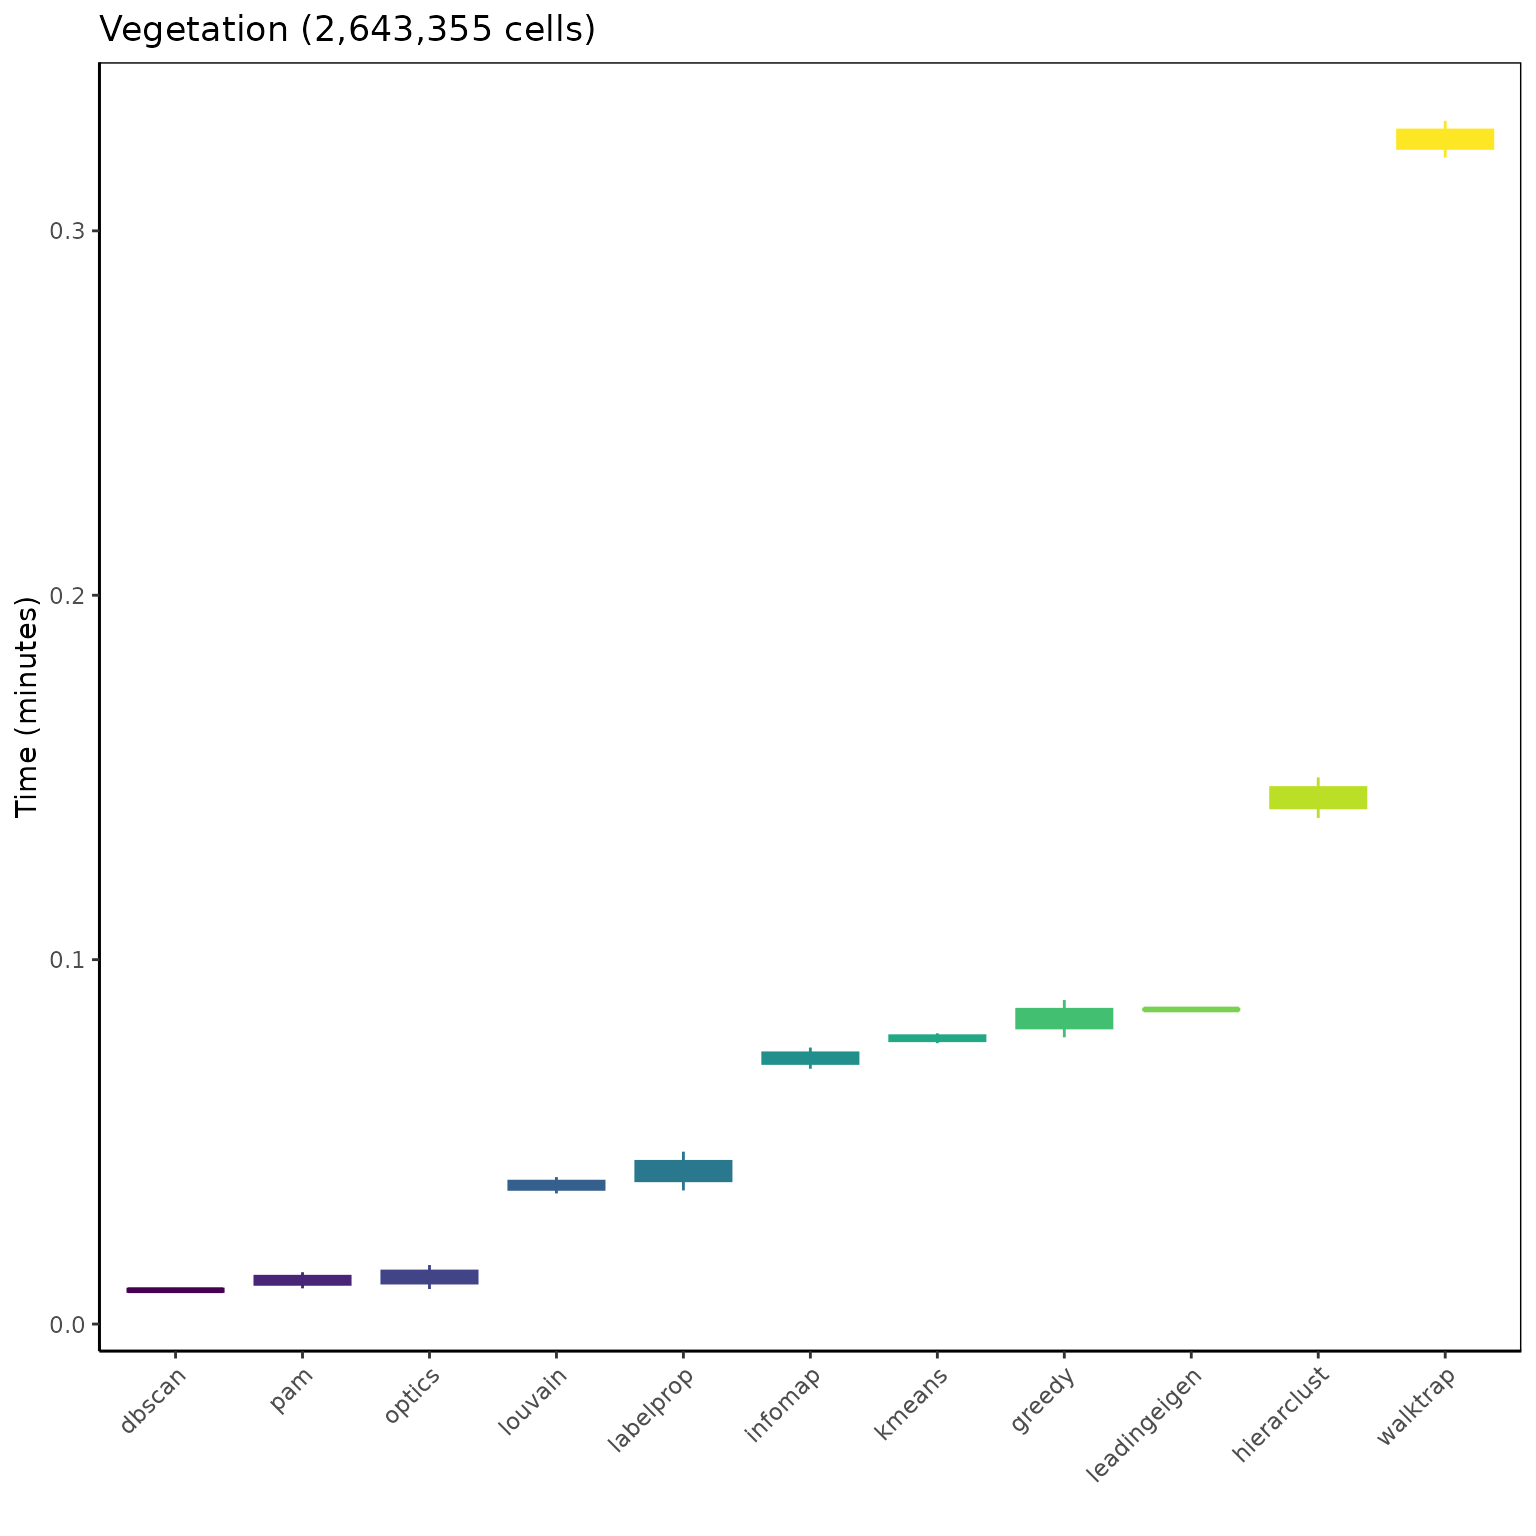 Vegetation (2,643,355 cells)
Time (minutes)
0.3
0.2
0.1
0.0
dbscan
pam
optics
louvain
labelprop
infomap
kmeans
greedy
leadingeigen
hierarclust
walktrap